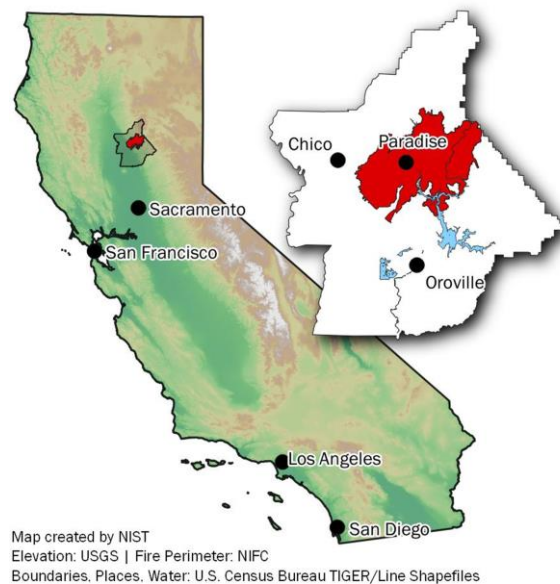 Chico
Paradise
Oroville
Sacramento
San Francisco
Los Angeles
San Diego
Map created by NIST
Elevation: USGS | Fire Perimeter: NIFC
Boundaries, Places, Water: U.S. Census Bureau TIGER/Line Shapefiles